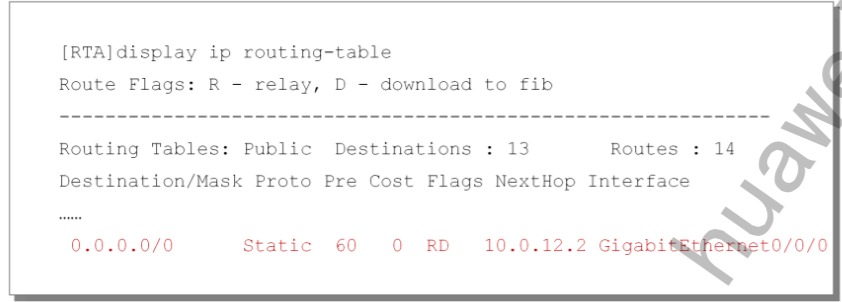 [RTA]display ip routing-table
Route Flags: R - relay, D - download to fib
----------------------------------------------------------------
Routing Tables: Public Destinations : 13 Routes : 14
Destination/Mask Proto Pre Cost Flags NextHop Interface
……
0.0.0.0/0 Static 60 0 RD 10.0.12.2 GigabitEthernet0/0/0
huawe